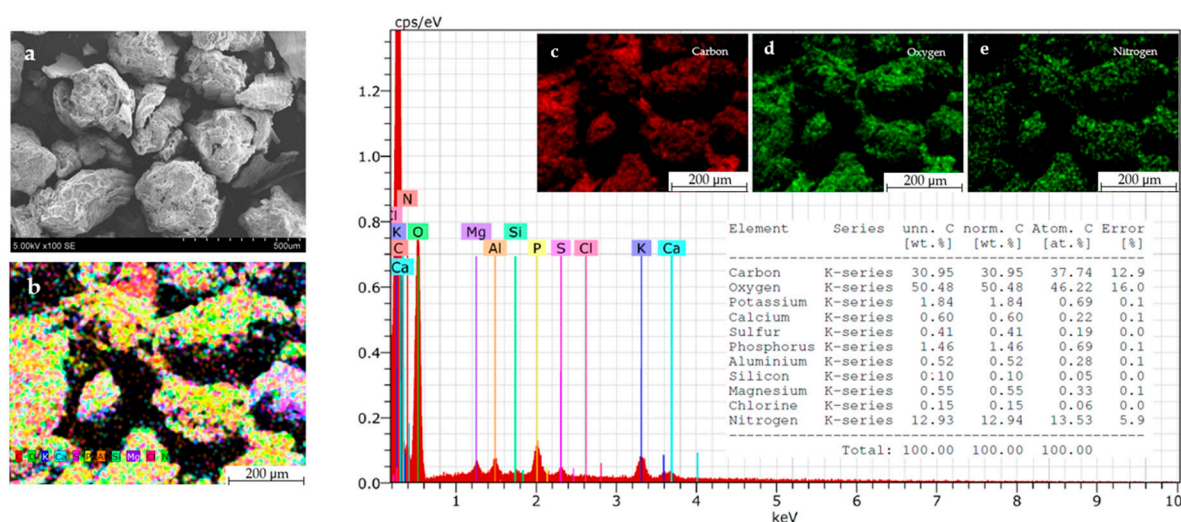 a
5.00kV x100 SE
500um
b
C O K Ca S P Al Si Mg Cl N
200 µm
cps/eV
1.2
1.0
0.8
0.6
0.4
0.2
0.0
N
K O Mg Si K Ca
C Al P S Cl
Ca
1 2 3 4 5 6 7 8 9 10
keV
c Carbon
200 µm
d Oxygen
200 µm
e Nitrogen
200 µm
Element Series unn. C norm. C Atom. C Error
[wt.%] [wt.%] [at.%] [%]
Carbon K-series 30.95 30.95 37.74 12.9
Oxygen K-series 50.48 50.48 46.22 16.0
Potassium K-series 1.84 1.84 0.69 0.1
Calcium K-series 0.60 0.60 0.22 0.1
Sulfur K-series 0.41 0.41 0.19 0.0
Phosphorus K-series 1.46 1.46 0.69 0.1
Aluminium K-series 0.52 0.52 0.28 0.1
Silicon K-series 0.10 0.10 0.05 0.0
Magnesium K-series 0.55 0.55 0.33 0.1
Chlorine K-series 0.15 0.15 0.06 0.0
Nitrogen K-series 12.93 12.94 13.53 5.9
Total: 100.00 100.00 100.00